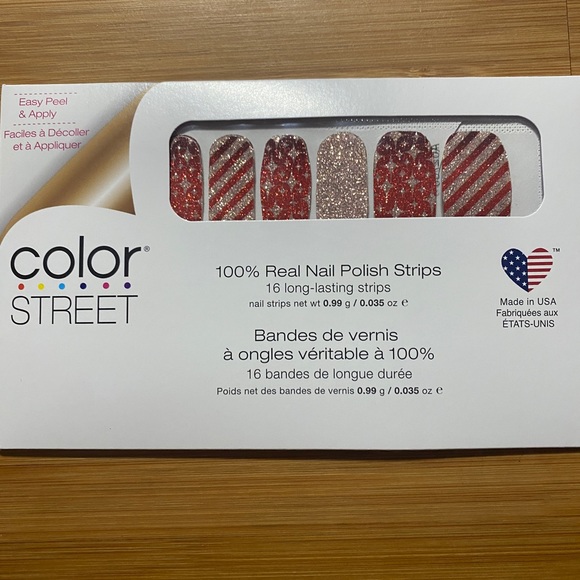 Easy Peel
& Apply
Faciles à Décoller
et à Appliquer
color®
STREET
100% Real Nail Polish Strips
16 long-lasting strips
nail strips net wt 0.99 g / 0.035 oz ℮
Bandes de vernis
à ongles véritable à 100%
16 bandes de longue durée
Poids net des bandes de vernis 0.99 g / 0.035 oz ℮
TM
Made in USA
Fabriquées aux
ÉTATS-UNIS